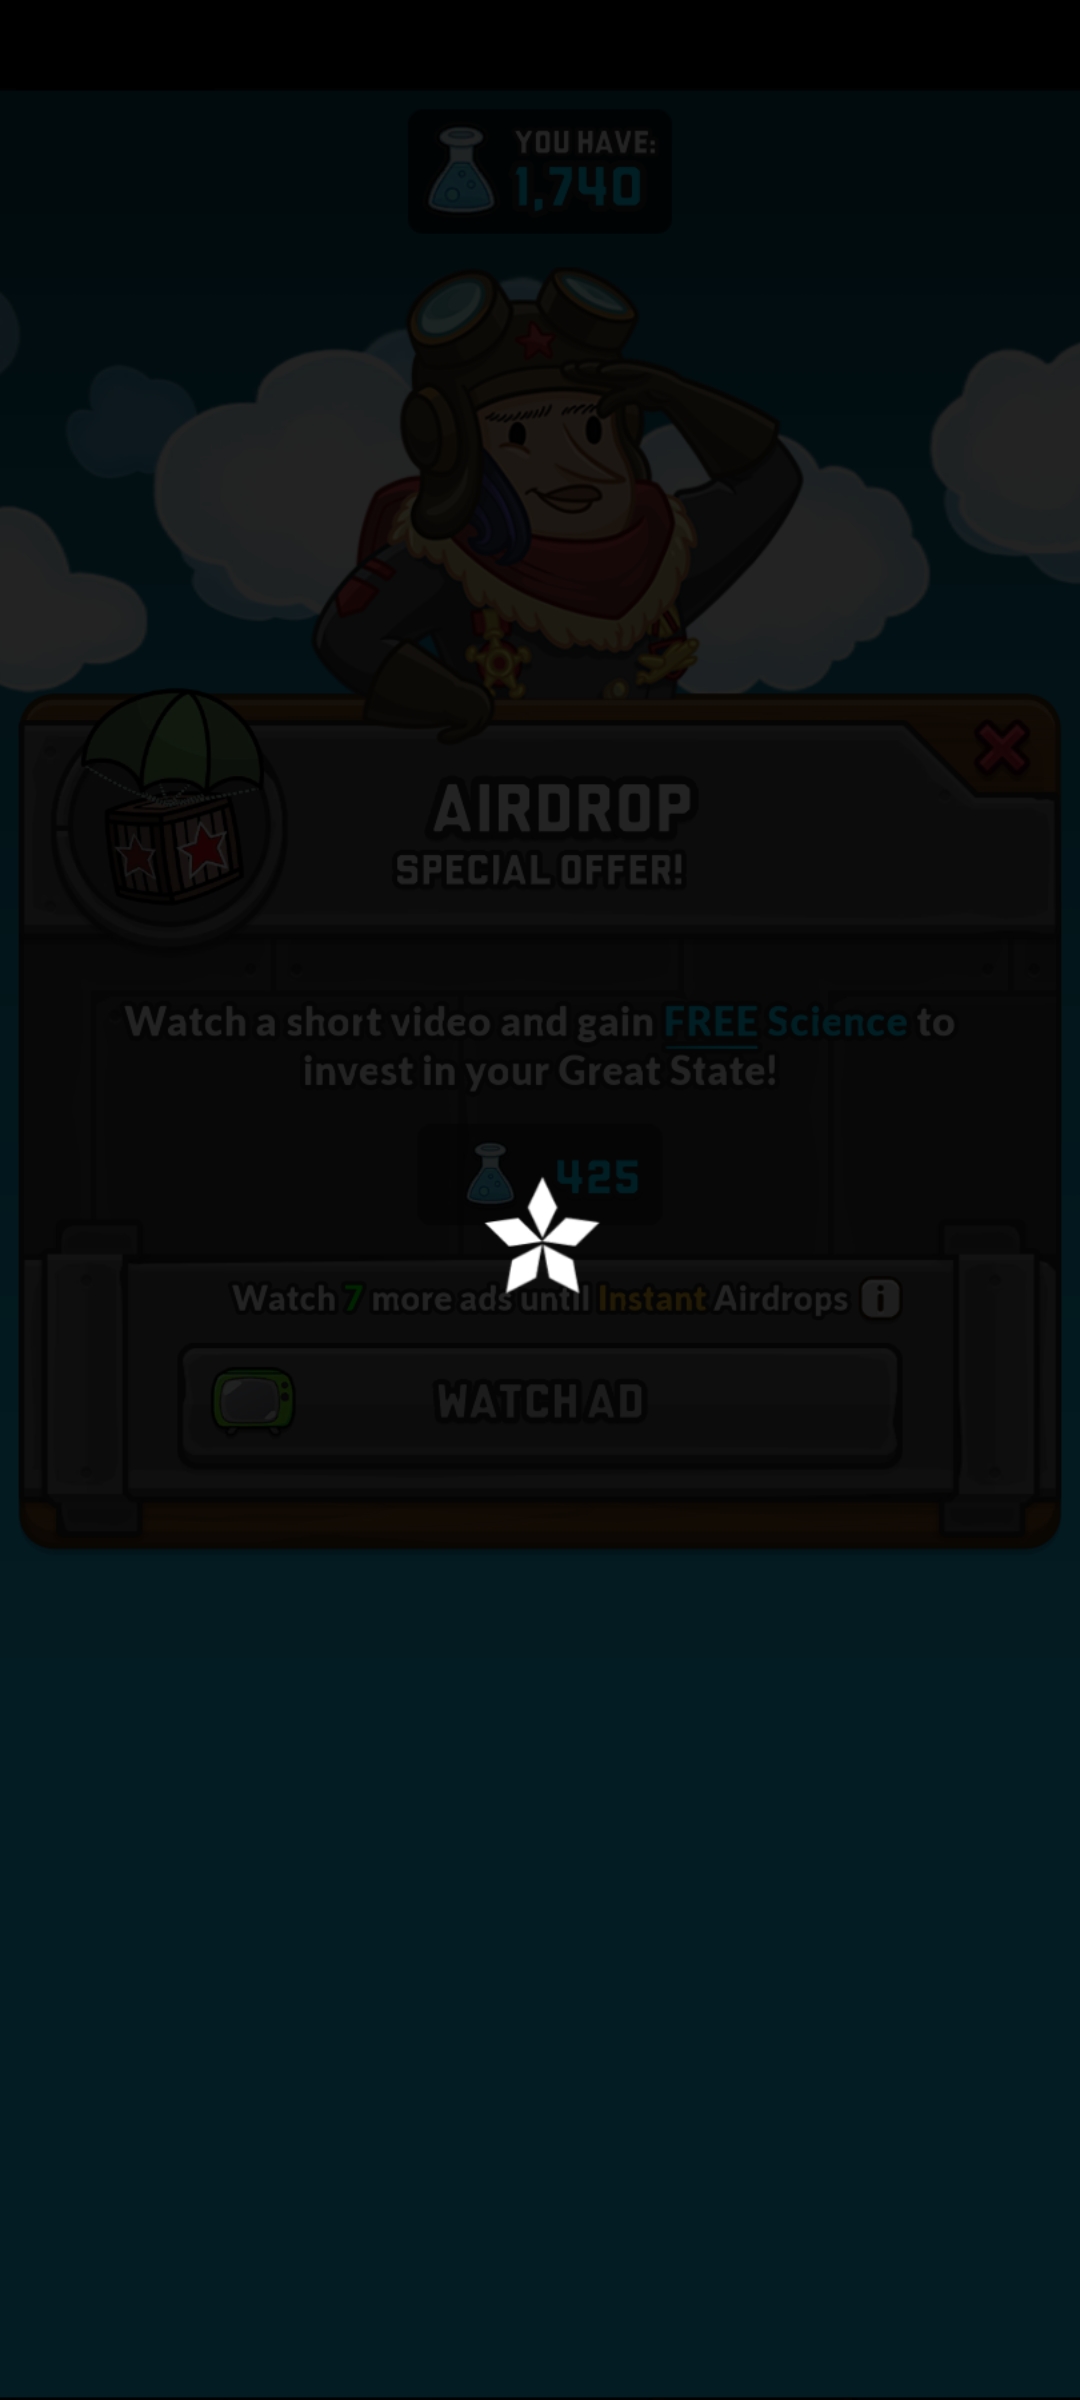 YOU HAVE:
1,740
AIRDROP
SPECIAL OFFER!
Watch a short video and gain FREE Science to
invest in your Great State!
425
Watch 7 more ads until Instant Airdrops i
WATCH AD